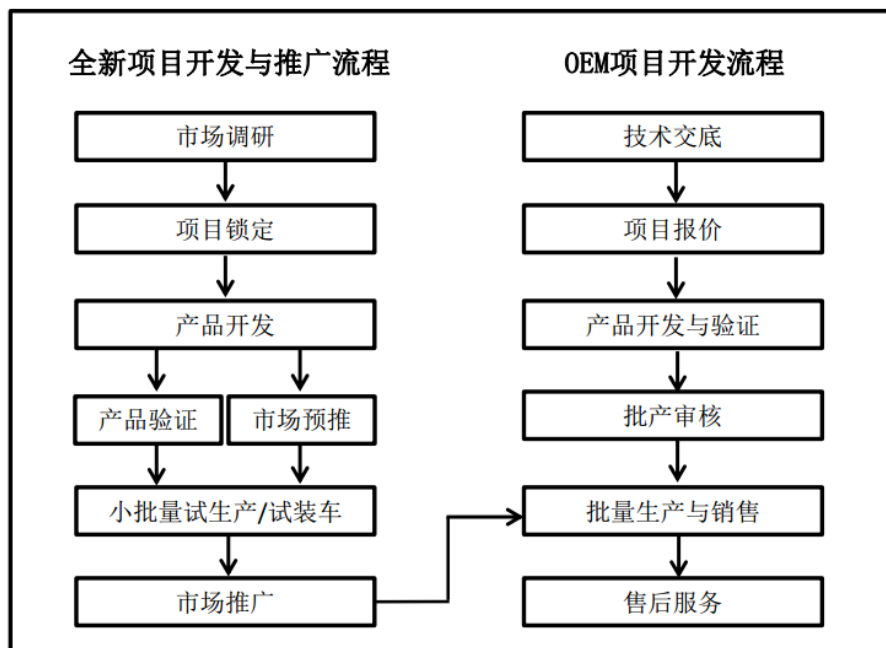 全新项目开发与推广流程
市场调研
项目锁定
产品开发
产品验证
市场预推
小批量试生产/试装车
市场推广
OEM项目开发流程
技术交底
项目报价
产品开发与验证
批产审核
批量生产与销售
售后服务